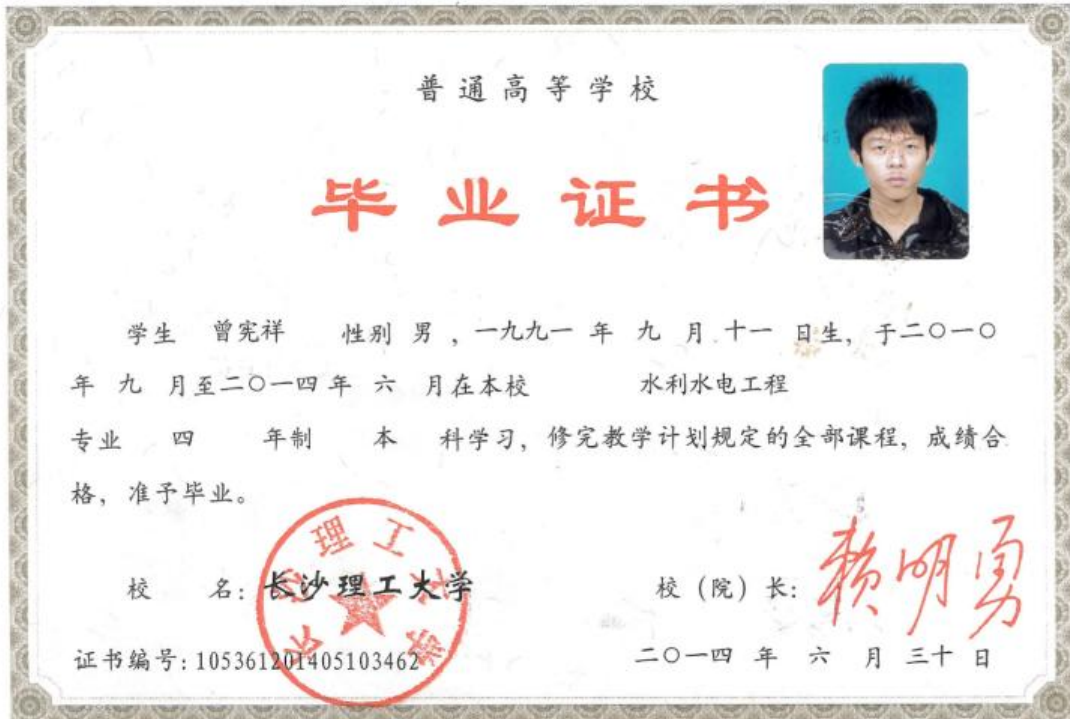 普通高等学校
毕业证书
学生 曾宪祥 性别 男 ,一九九一 年 九 月 十一 日生, 于二〇一〇
年 九 月至二〇一四年 六 月在本校 水利水电工程
专业 四 年制 本 科学习, 修完教学计划规定的全部课程, 成绩合
格, 准予毕业。
长沙理工大学
校 名: 长沙理工大学 校(院)长: 赖明勇
证书编号:105361201405103462 二〇一四 年 六 月 三十 日